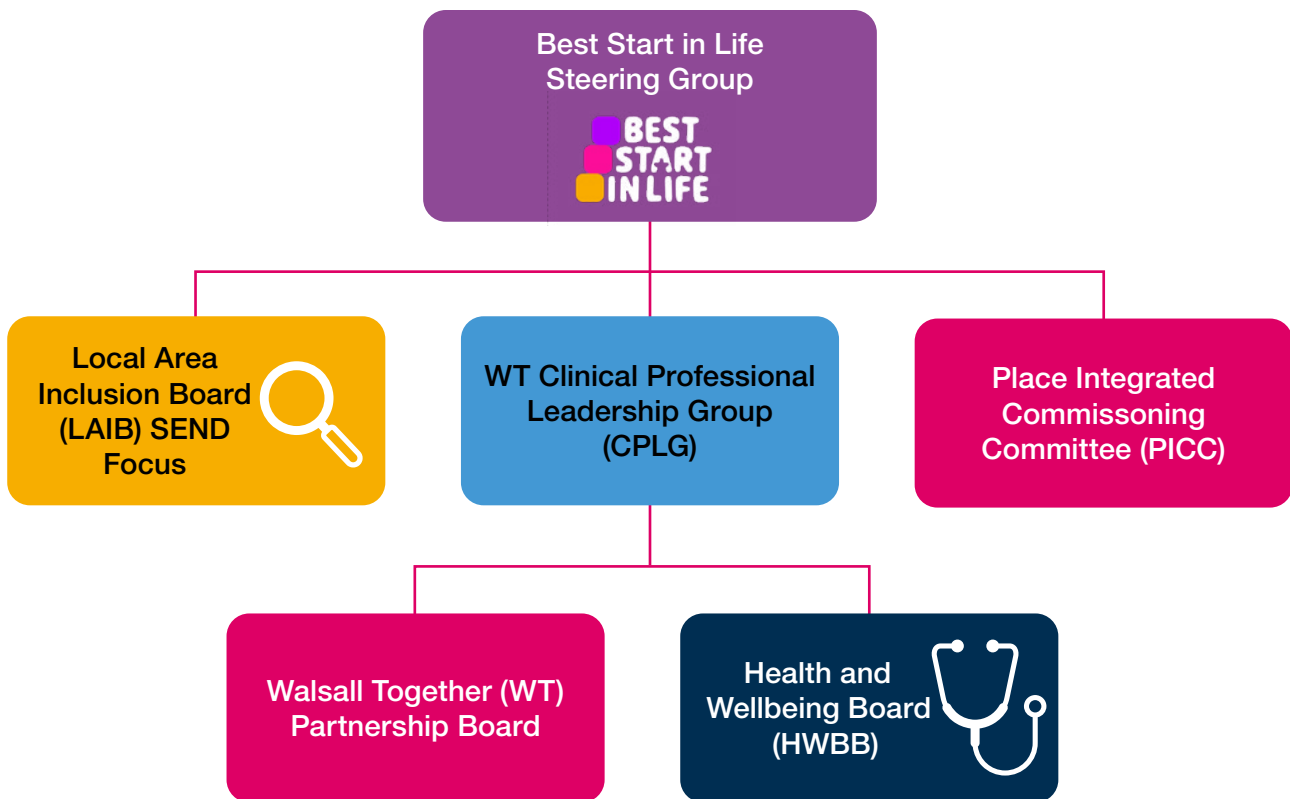 Best Start in Life
Steering Group
BEST
START
IN LIFE
Local Area
Inclusion Board
(LAIB) SEND
Focus
WT Clinical Professional
Leadership Group
(CPLG)
Place Integrated
Commissoning
Committee (PICC)
Walsall Together (WT)
Partnership Board
Health and
Wellbeing Board
(HWBB)